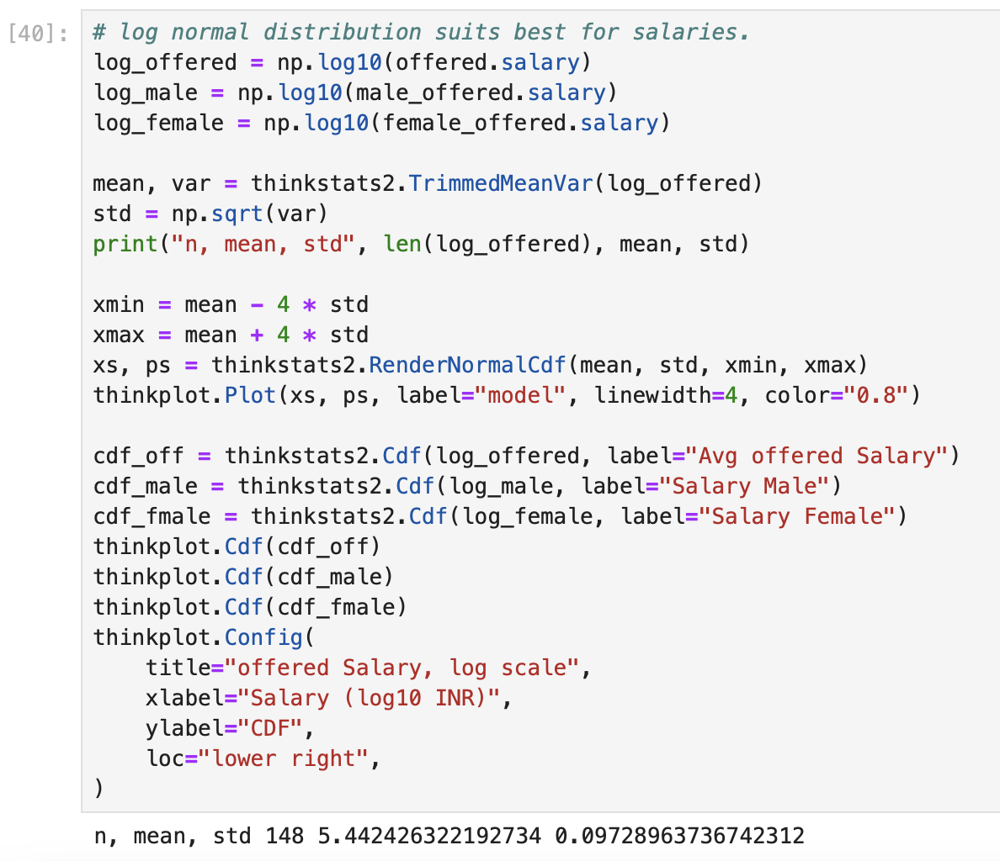 [40]: # log normal distribution suits best for salaries.
log_offered = np.log10(offered.salary)
log_male = np.log10(male_offered.salary)
log_female = np.log10(female_offered.salary)

mean, var = thinkstats2.TrimmedMeanVar(log_offered)
std = np.sqrt(var)
print("n, mean, std", len(log_offered), mean, std)

xmin = mean - 4 * std
xmax = mean + 4 * std
xs, ps = thinkstats2.RenderNormalCdf(mean, std, xmin, xmax)
thinkplot.Plot(xs, ps, label="model", linewidth=4, color="0.8")

cdf_off = thinkstats2.Cdf(log_offered, label="Avg offered Salary")
cdf_male = thinkstats2.Cdf(log_male, label="Salary Male")
cdf_fmale = thinkstats2.Cdf(log_female, label="Salary Female")
thinkplot.Cdf(cdf_off)
thinkplot.Cdf(cdf_male)
thinkplot.Cdf(cdf_fmale)
thinkplot.Config(
    title="offered Salary, log scale",
    xlabel="Salary (log10 INR)",
    ylabel="CDF",
    loc="lower right",
)
n, mean, std 148 5.442426322192734 0.09728963736742312